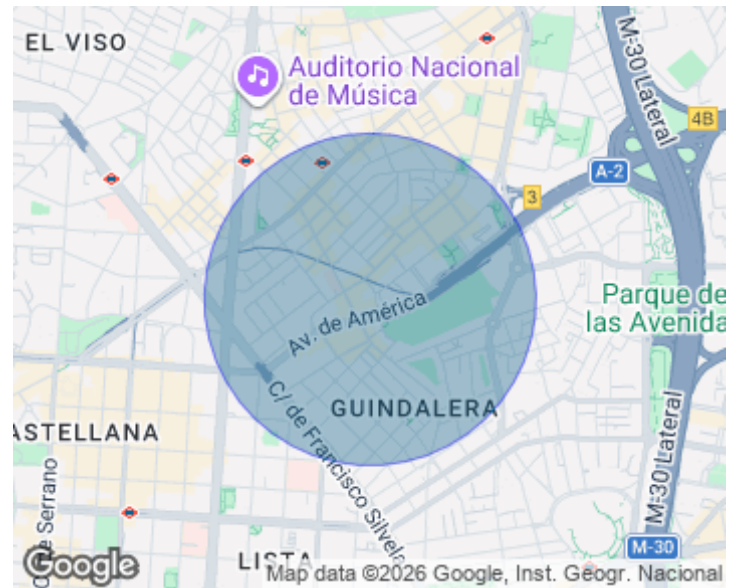 EL VISO
Auditorio Nacional
de Música
M-30 Lateral
4B
A-2
3
Av. de América
Parque de
las Avenida
GUINDALERA
C/ de Francisco Silvela
ASTELLANA
de Serrano
M-30 Lateral
LISTA
M-30
Google
Map data ©2026 Google, Inst. Geogr. Nacional